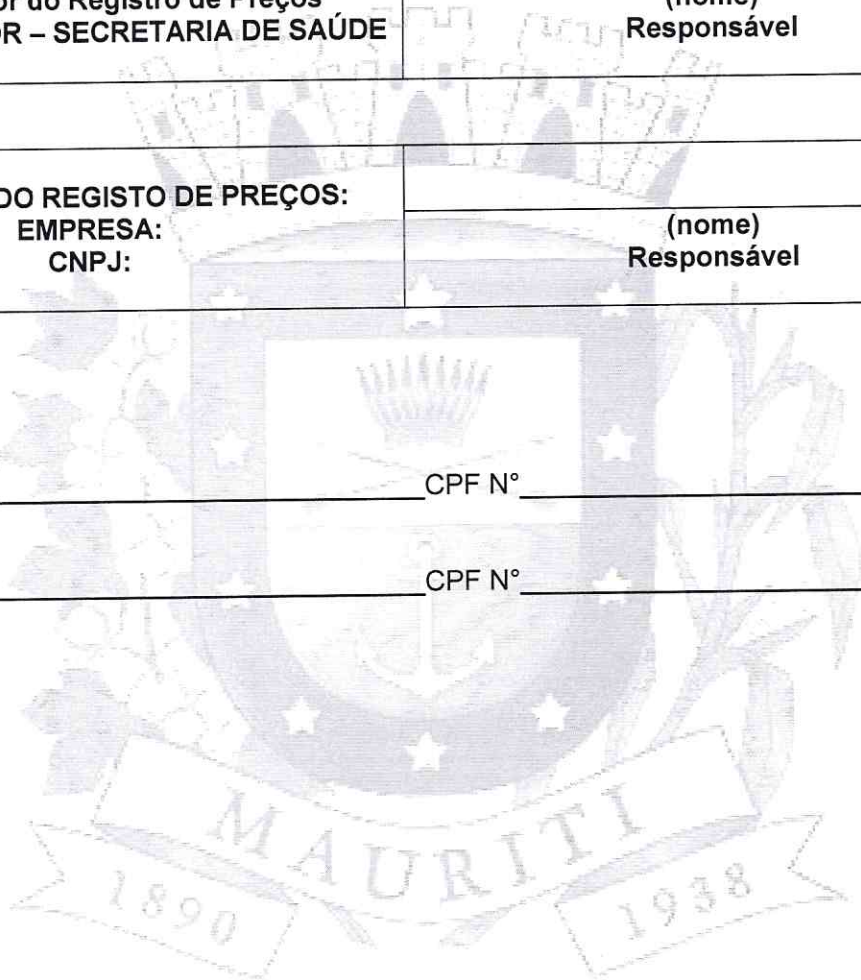 do Registro de Preços
(nome)
– SECRETARIA DE SAÚDE
Responsável
DO REGISTO DE PREÇOS:
EMPRESA:
CNPJ:
(nome)
Responsável
CPF N°
CPF N°
MAURITI
1890
1938